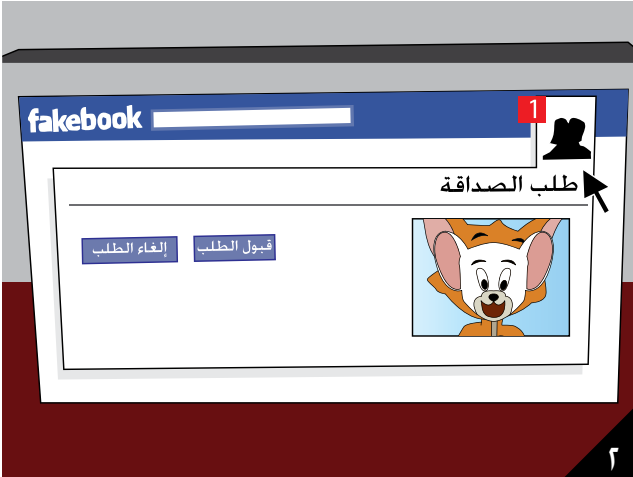 fakebook
1
طلب الصداقة
قبول الطلب
إلغاء الطلب
٢